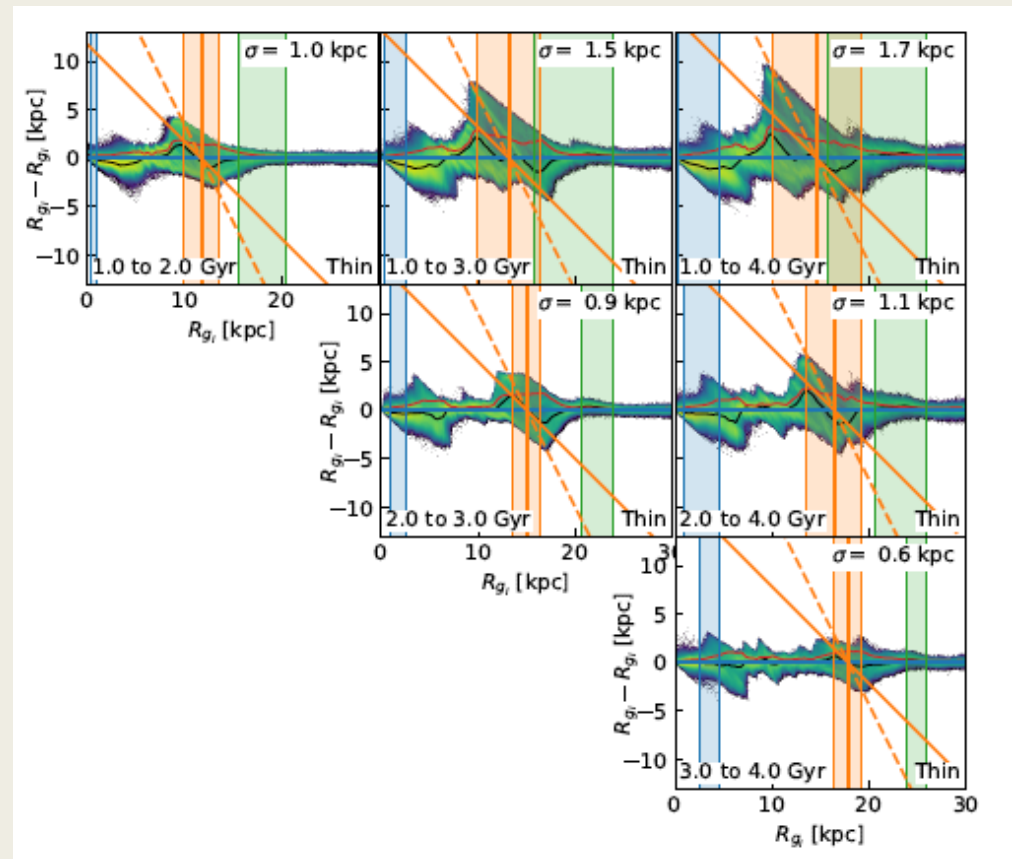 σ= 1.0 kpc
σ= 1.5 kpc
σ= 1.7 kpc
10
5
0
−5
−10
R_{g_i} − R_{g_i} [kpc]
1.0 to 2.0 Gyr
Thin
1.0 to 3.0 Gyr
Thin
1.0 to 4.0 Gyr
Thin
0
10
20
R_{g_i} [kpc]
σ= 0.9 kpc
σ= 1.1 kpc
10
5
0
−5
−10
R_{g_i} − R_{g_i} [kpc]
2.0 to 3.0 Gyr
Thin
2.0 to 4.0 Gyr
Thin
0
10
20
R_{g_i} [kpc]
σ= 0.6 kpc
10
5
0
−5
−10
R_{g_i} − R_{g_i} [kpc]
3.0 to 4.0 Gyr
Thin
0
10
20
30
R_{g_i} [kpc]